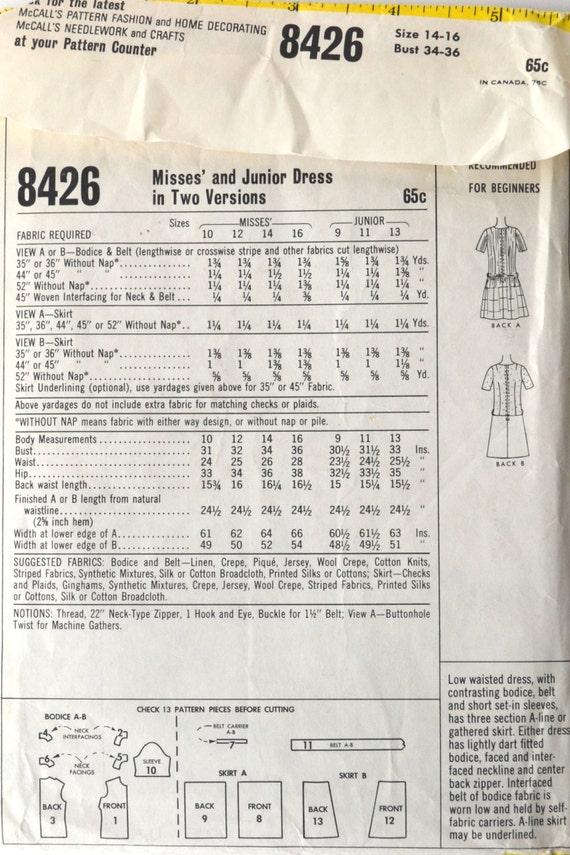 for the latest
McCALL'S PATTERN FASHION and HOME DECORATING
McCALL'S NEEDLEWORK and CRAFTS
at your Pattern Counter
8426
Size 14-16
Bust 34-36
65c
IN CANADA, 75C
8426
Misses' and Junior Dress
in Two Versions
65c
RECOMMENDED
FOR BEGINNERS
Sizes MISSES' JUNIOR
FABRIC REQUIRED 10 12 14 16 9 11 13
VIEW A or B—Bodice & Belt (lengthwise or crosswise stripe and other fabrics cut lengthwise)
35" or 36" Without Nap* 1¾ 1¾ 1¾ 1¾ 1⅝ 1¾ 1¾ Yds.
44" or 45" " " 1¼ 1¼ 1½ 1½ 1¼ 1¼ 1⅜ "
52" Without Nap* 1¼ 1¼ 1¼ 1⅜ 1¼ 1¼ 1¼ "
45" Woven Interfacing for Neck & Belt ... ¼ ¼ ¼ ⅜ ¼ ¼ ¼ Yd.
VIEW A—Skirt
35", 36", 44", 45" or 52" Without Nap*.. 1¼ 1¼ 1¼ 1¼ 1¼ 1¼ 1¼ Yds.
VIEW B—Skirt
35" or 36" Without Nap* 1⅜ 1⅜ 1⅜ 1⅜ 1⅜ 1⅜ 1⅜ "
44" or 45" " " 1 1 1 1⅜ 1 1 1⅛ "
52" Without Nap* ⅝ ⅝ ⅝ ⅝ ⅝ ⅝ ⅝ Yd.
Skirt Underlining (optional), use yardages given above for 35" or 45" Fabric.
Above yardages do not include extra fabric for matching checks or plaids.
*WITHOUT NAP means fabric with either way design, or without nap or pile.
Body Measurements 10 12 14 16 9 11 13
Bust 31 32 34 36 30½ 31½ 33 Ins.
Waist 24 25 26 28 23½ 24½ 25½ "
Hip 33 34 36 38 32½ 33½ 35 "
Back waist length 15¾ 16 16¼ 16½ 15 15¼ 15½ "
Finished A or B length from natural
waistline 24½ 24½ 24½ 24½ 24½ 24½ 24½ "
(2⅝ inch hem)
Width at lower edge of A 61 62 64 66 60½ 61½ 63 Ins.
Width at lower edge of B 49 50 52 54 48½ 49½ 51 "
SUGGESTED FABRICS: Bodice and Belt—Linen, Crepe, Piqué, Jersey, Wool Crepe, Cotton Knits,
Striped Fabrics, Synthetic Mixtures, Silk or Cotton Broadcloth, Printed Silks or Cottons; Skirt—Checks
and Plaids, Ginghams, Synthetic Mixtures, Crepe, Jersey, Wool Crepe, Striped Fabrics, Printed Silks
or Cottons, Silk or Cotton Broadcloth.
NOTIONS: Thread, 22" Neck-Type Zipper, 1 Hook and Eye, Buckle for 1½" Belt; View A—Buttonhole
Twist for Machine Gathers.
BACK A
BACK B
Low waisted dress, with
contrasting bodice, belt
and short set-in sleeves,
has three section A-line or
gathered skirt. Either dress
has lightly dart fitted
bodice, faced and inter-
faced neckline and center
back zipper. Interfaced
belt of bodice fabric is
worn low and held by self-
fabric carriers. A-line skirt
may be underlined.
CHECK 13 PATTERN PIECES BEFORE CUTTING
BODICE A-B
4 NECK INTERFACINGS 2
6 NECK FACINGS 5
SLEEVE
10
BACK
3
FRONT
1
BELT CARRIER
A-B
7
11 BELT A-B
SKIRT A
BACK
9
FRONT
8
SKIRT B
BACK
13
FRONT
12
1
2
3
4
5